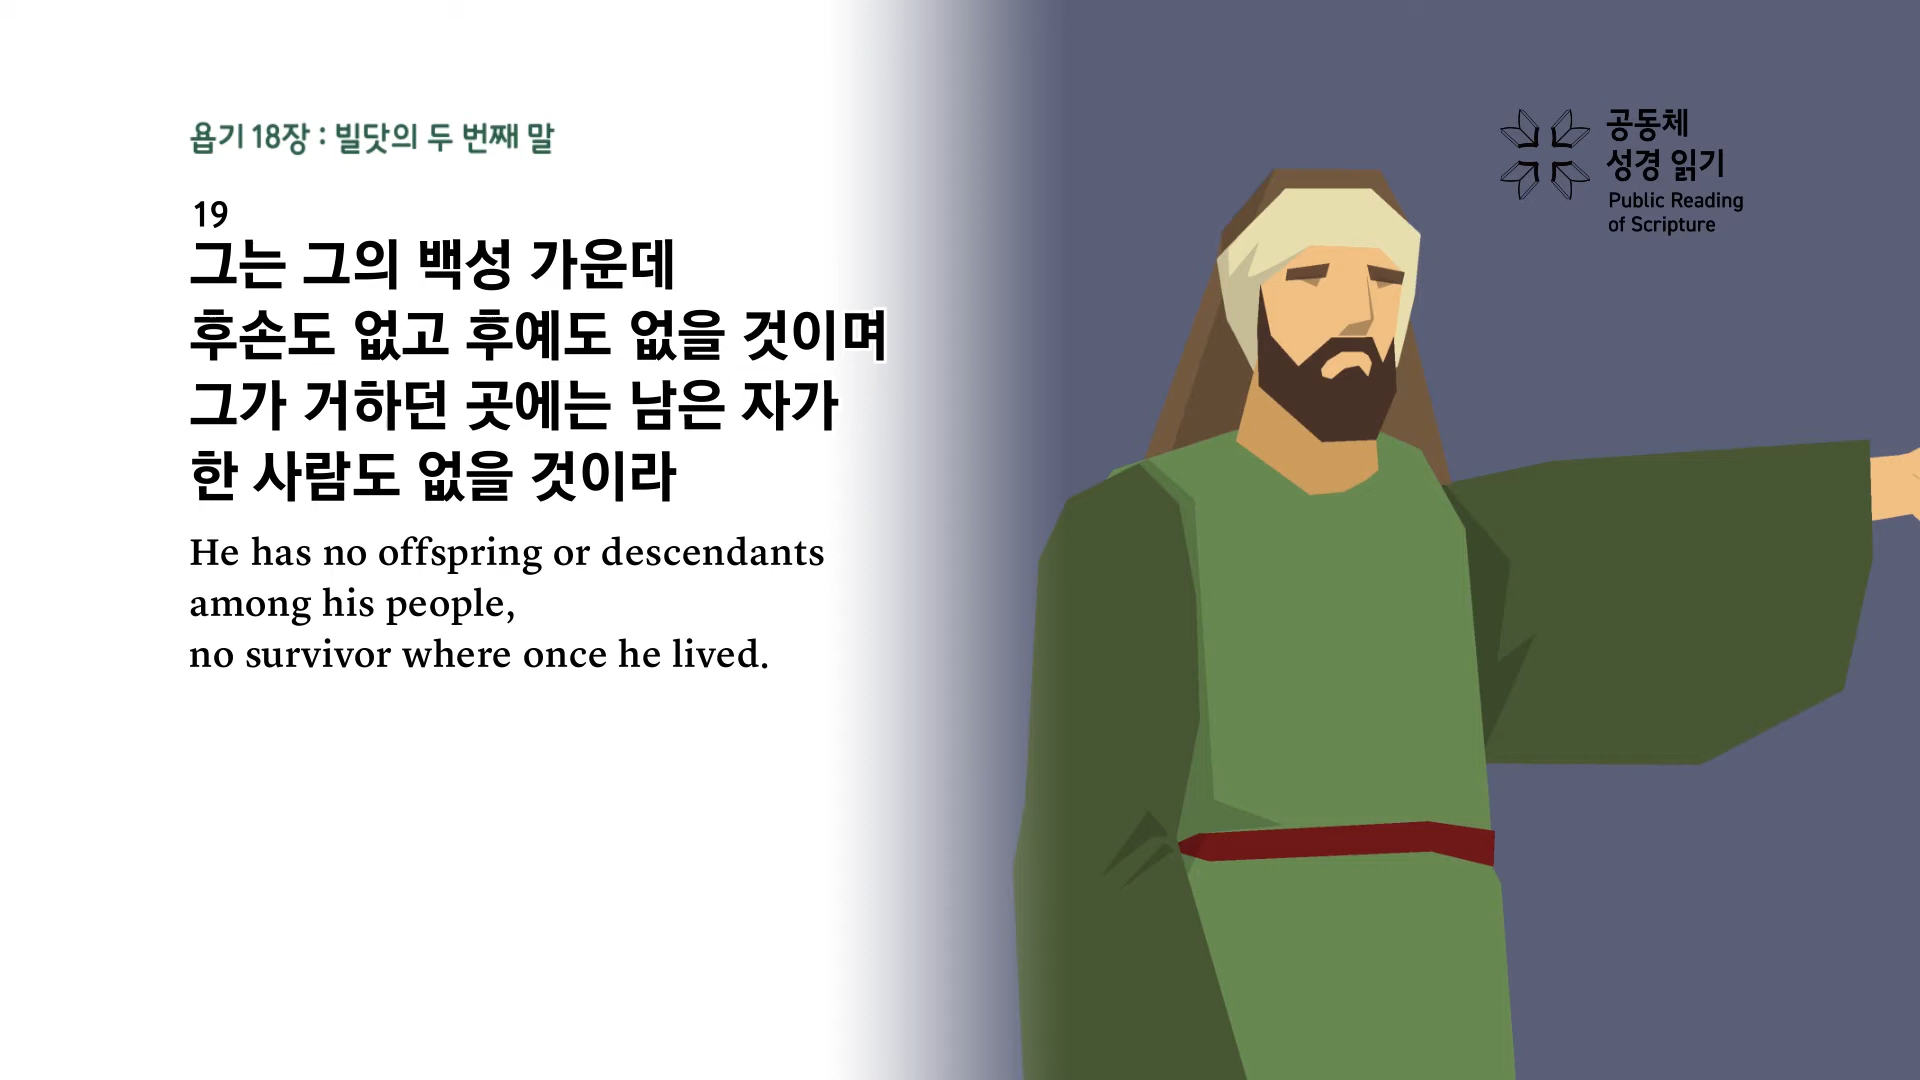 욥기 18장 : 빌닷의 두 번째 말
19
그는 그의 백성 가운데
후손도 없고 후예도 없을 것이며
그가 거하던 곳에는 남은 자가
한 사람도 없을 것이라
He has no offspring or descendants
among his people,
no survivor where once he lived.
공동체
성경 읽기
Public Reading
of Scripture